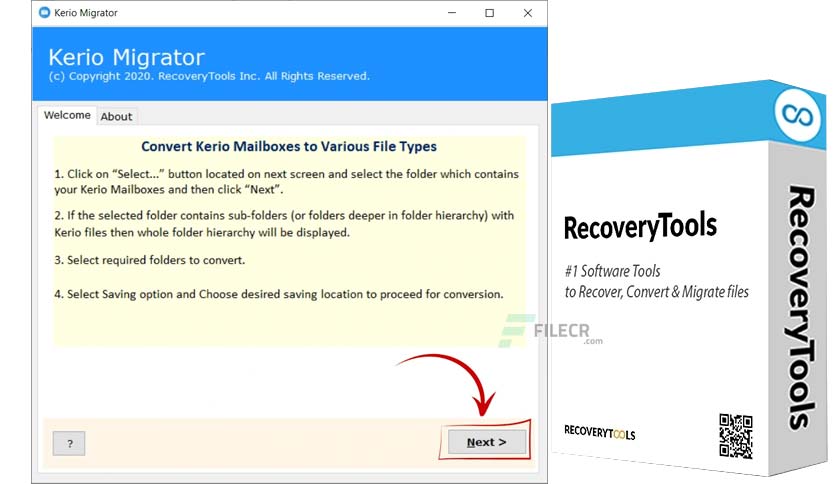 Kerio Migrator
Kerio Migrator
(c) Copyright 2020. RecoveryTools Inc. All Rights Reserved.
Welcome
About
Convert Kerio Mailboxes to Various File Types
1. Click on “Select...” button located on next screen and select the folder which contains
your Kerio Mailboxes and then click “Next”.
2. If the selected folder contains sub-folders (or folders deeper in folder hierarchy) with
Kerio files then whole folder hierarchy will be displayed.
3. Select required folders to convert.
4. Select Saving option and Choose desired saving location to proceed for conversion.
?
Next >
FILECR
.com
RecoveryTools
#1 Software Tools
to Recover, Convert & Migrate files
RECOVERYTOOLS
RecoveryTools